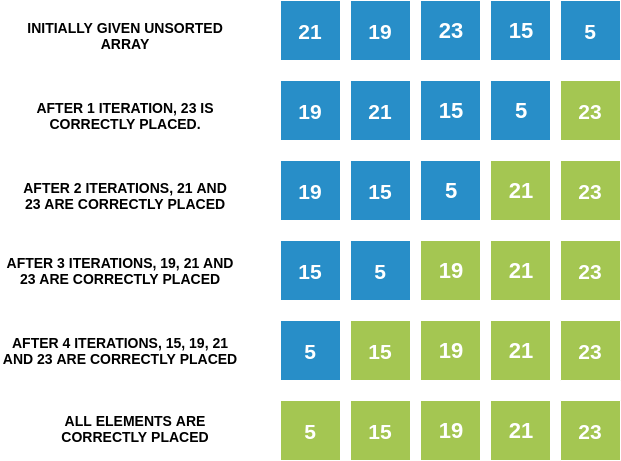 INITIALLY GIVEN UNSORTED
ARRAY
21 19 23 15 5
AFTER 1 ITERATION, 23 IS
CORRECTLY PLACED.
19 21 15 5 23
AFTER 2 ITERATIONS, 21 AND
23 ARE CORRECTLY PLACED
19 15 5 21 23
AFTER 3 ITERATIONS, 19, 21 AND
23 ARE CORRECTLY PLACED
15 5 19 21 23
AFTER 4 ITERATIONS, 15, 19, 21
AND 23 ARE CORRECTLY PLACED
5 15 19 21 23
ALL ELEMENTS ARE
CORRECTLY PLACED
5 15 19 21 23